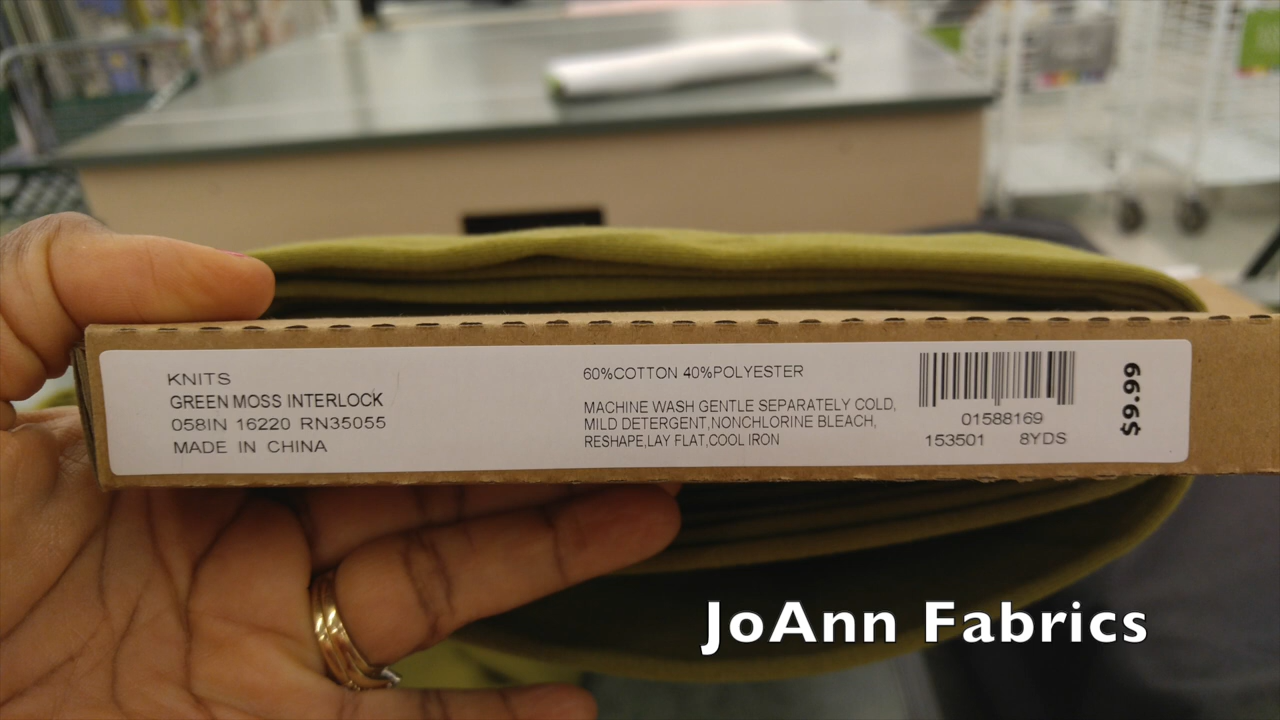 KNITS
GREEN MOSS INTERLOCK
058IN 16220 RN35055
MADE IN CHINA
60%COTTON 40%POLYESTER
MACHINE WASH GENTLE SEPARATELY COLD,
MILD DETERGENT,NONCHLORINE BLEACH,
RESHAPE,LAY FLAT,COOL IRON
01588169
153501 8YDS
$9.99
JoAnn Fabrics